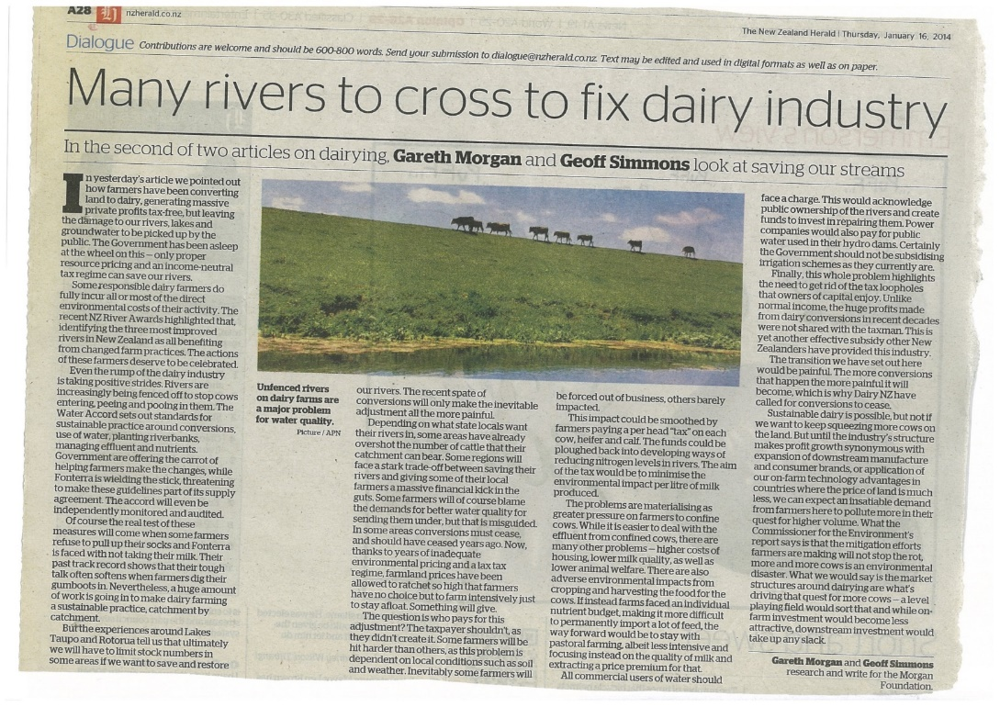 A28 nzherald.co.nz
The New Zealand Herald | Thursday, January 16, 2014
Dialogue Contributions are welcome and should be 600-800 words. Send your submission to dialogue@nzherald.co.nz. Text may be edited and used in digital formats as well as on paper.
Many rivers to cross to fix dairy industry
In the second of two articles on dairying, Gareth Morgan and Geoff Simmons look at saving our streams
In yesterday's article we pointed out
how farmers have been converting
land to dairy, generating massive
private profits tax-free, but leaving
the damage to our rivers, lakes and
groundwater to be picked up by the
public. The Government has been asleep
at the wheel on this — only proper
resource pricing and an income-neutral
tax regime can save our rivers.
Some responsible dairy farmers do
fully incur all or most of the direct
environmental costs of their activity. The
recent NZ River Awards highlighted that,
identifying the three most improved
rivers in New Zealand as all benefiting
from changed farm practices. The actions
of these farmers deserve to be celebrated.
Even the rump of the dairy industry
is taking positive strides. Rivers are
increasingly being fenced off to stop cows
entering, peeing and pooing in them. The
Water Accord sets out standards for
sustainable practice around conversions,
use of water, planting riverbanks,
managing effluent and nutrients.
Government are offering the carrot of
helping farmers make the changes, while
Fonterra is wielding the stick, threatening
to make these guidelines part of its supply
agreement. The accord will even be
independently monitored and audited.
Of course the real test of these
measures will come when some farmers
refuse to pull up their socks and Fonterra
is faced with not taking their milk. Their
past track record shows that their tough
talk often softens when farmers dig their
gumboots in. Nevertheless, a huge amount
of work is going in to make dairy farming
a sustainable practice, catchment by
catchment.
But the experiences around Lakes
Taupo and Rotorua tell us that ultimately
we will have to limit stock numbers in
some areas if we want to save and restore
Unfenced rivers
on dairy farms are
a major problem
for water quality.
Picture / APN
our rivers. The recent spate of
conversions will only make the inevitable
adjustment all the more painful.
Depending on what state locals want
their rivers in, some areas have already
overshot the number of cattle that their
catchment can bear. Some regions will
face a stark trade-off between saving their
rivers and giving some of their local
farmers a massive financial kick in the
guts. Some farmers will of course blame
the demands for better water quality for
sending them under, but that is misguided.
In some areas conversions must cease,
and should have ceased years ago. Now,
thanks to years of inadequate
environmental pricing and a lax tax
regime, farmland prices have been
allowed to ratchet so high that farmers
have no choice but to farm intensively just
to stay afloat. Something will give.
The question is who pays for this
adjustment? The taxpayer shouldn't, as
they didn't create it. Some farmers will be
hit harder than others, as this problem is
dependent on local conditions such as soil
and weather. Inevitably some farmers will
be forced out of business, others barely
impacted.
This impact could be smoothed by
farmers paying a per head "tax" on each
cow, heifer and calf. The funds could be
ploughed back into developing ways of
reducing nitrogen levels in rivers. The aim
of the tax would be to minimise the
environmental impact per litre of milk
produced.
The problems are materialising as
greater pressure on farmers to confine
cows. While it is easier to deal with the
effluent from confined cows, there are
many other problems — higher costs of
housing, lower milk quality, as well as
lower animal welfare. There are also
adverse environmental impacts from
cropping and harvesting the food for the
cows. If instead farms faced an individual
nutrient budget, making it more difficult
to permanently import a lot of feed, the
way forward would be to stay with
pastoral farming, albeit less intensive and
focusing instead on the quality of milk and
extracting a price premium for that.
All commercial users of water should
face a charge. This would acknowledge
public ownership of the rivers and create
funds to invest in repairing them. Power
companies would also pay for public
water used in their hydro dams. Certainly
the Government should not be subsidising
irrigation schemes as they currently are.
Finally, this whole problem highlights
the need to get rid of the tax loopholes
that owners of capital enjoy. Unlike
normal income, the huge profits made
from dairy conversions in recent decades
were not shared with the taxman. This is
yet another effective subsidy other New
Zealanders have provided this industry.
The transition we have set out here
would be painful. The more conversions
that happen the more painful it will
become, which is why Dairy NZ have
called for conversions to cease.
Sustainable dairy is possible, but not if
we want to keep squeezing more cows on
the land. But until the industry's structure
makes profit growth synonymous with
expansion of downstream manufacture
and consumer brands, or application of
our on-farm technology advantages in
countries where the price of land is much
less, we can expect an insatiable demand
from farmers here to pollute more in their
quest for higher volume. What the
Commissioner for the Environment's
report says is that the mitigation efforts
farmers are making will not stop the rot,
more and more cows is an environmental
disaster. What we would say is the market
structures around dairying are what's
driving that quest for more cows — a level
playing field would sort that and while on-
farm investment would become less
attractive, downstream investment would
take up any slack.
Gareth Morgan and Geoff Simmons
research and write for the Morgan
Foundation.